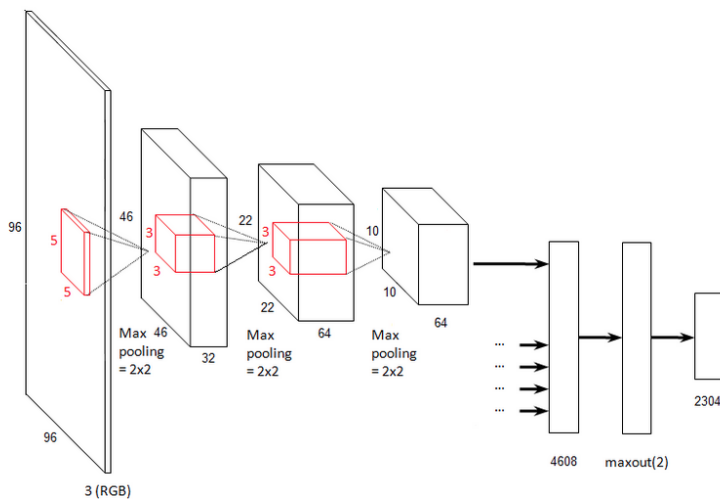 96
5
5
96
3 (RGB)
46
3
3
Max 46
pooling
= 2x2
32
22
3
3
22
Max
pooling
= 2x2
64
10
10
Max
pooling
= 2x2
64
...
...
...
...
4608
maxout(2)
2304